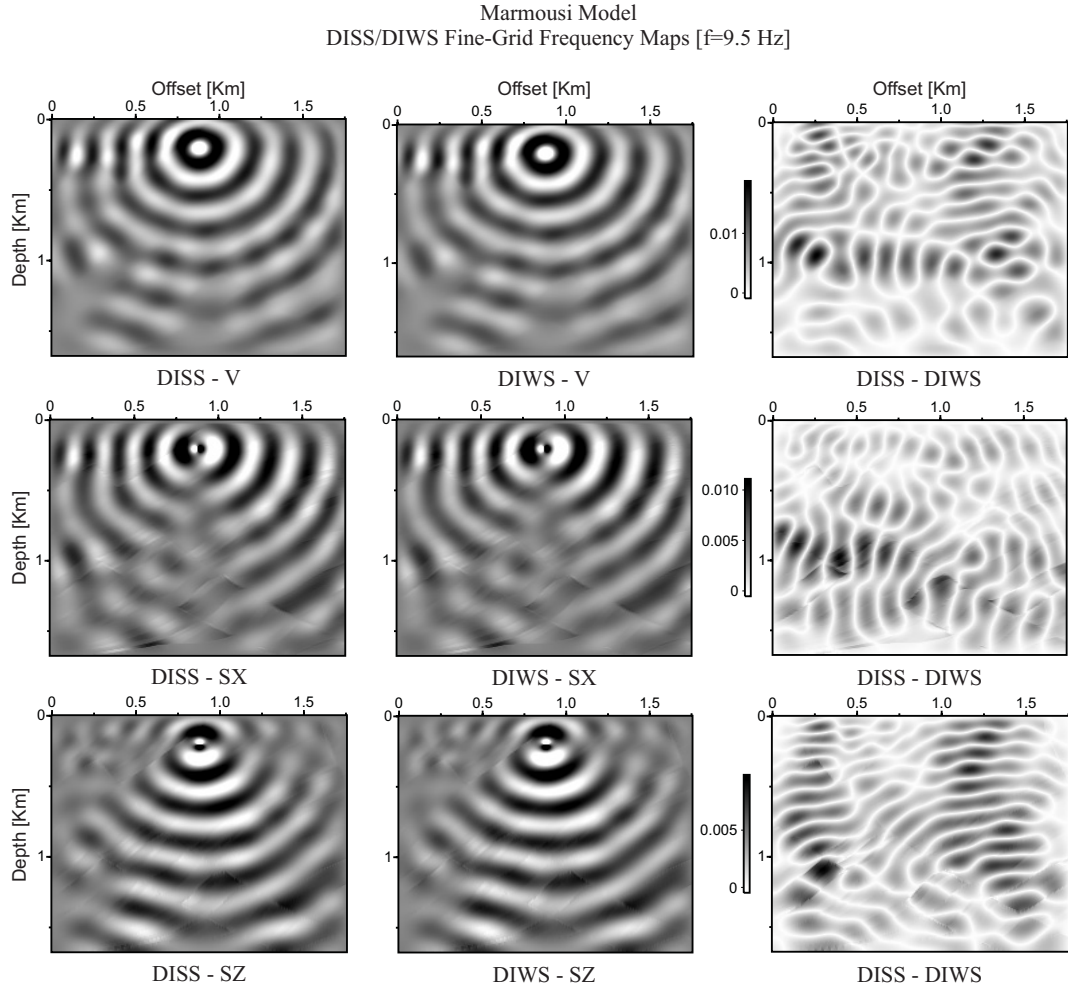 Marmousi Model
DISS/DIWS Fine-Grid Frequency Maps [f=9.5 Hz]
Offset [Km] Offset [Km] Offset [Km]
0 0.5 1.0 1.5 0 0.5 1.0 1.5 0.5 1.0 1.5
0 0 0
Depth [Km]
0.01
1 1 1
0
DISS - V DIWS - V DISS - DIWS
0 0.5 1.0 1.5 0 0.5 1.0 1.5 0.5 1.0 1.5
0 0 0
Depth [Km]
0.010
0.005
1 1 1
0
DISS - SX DIWS - SX DISS - DIWS
0 0.5 1.0 1.5 0 0.5 1.0 1.5 0.5 1.0 1.5
0 0 0
Depth [Km]
0.005
1 1 1
0
DISS - SZ DIWS - SZ DISS - DIWS